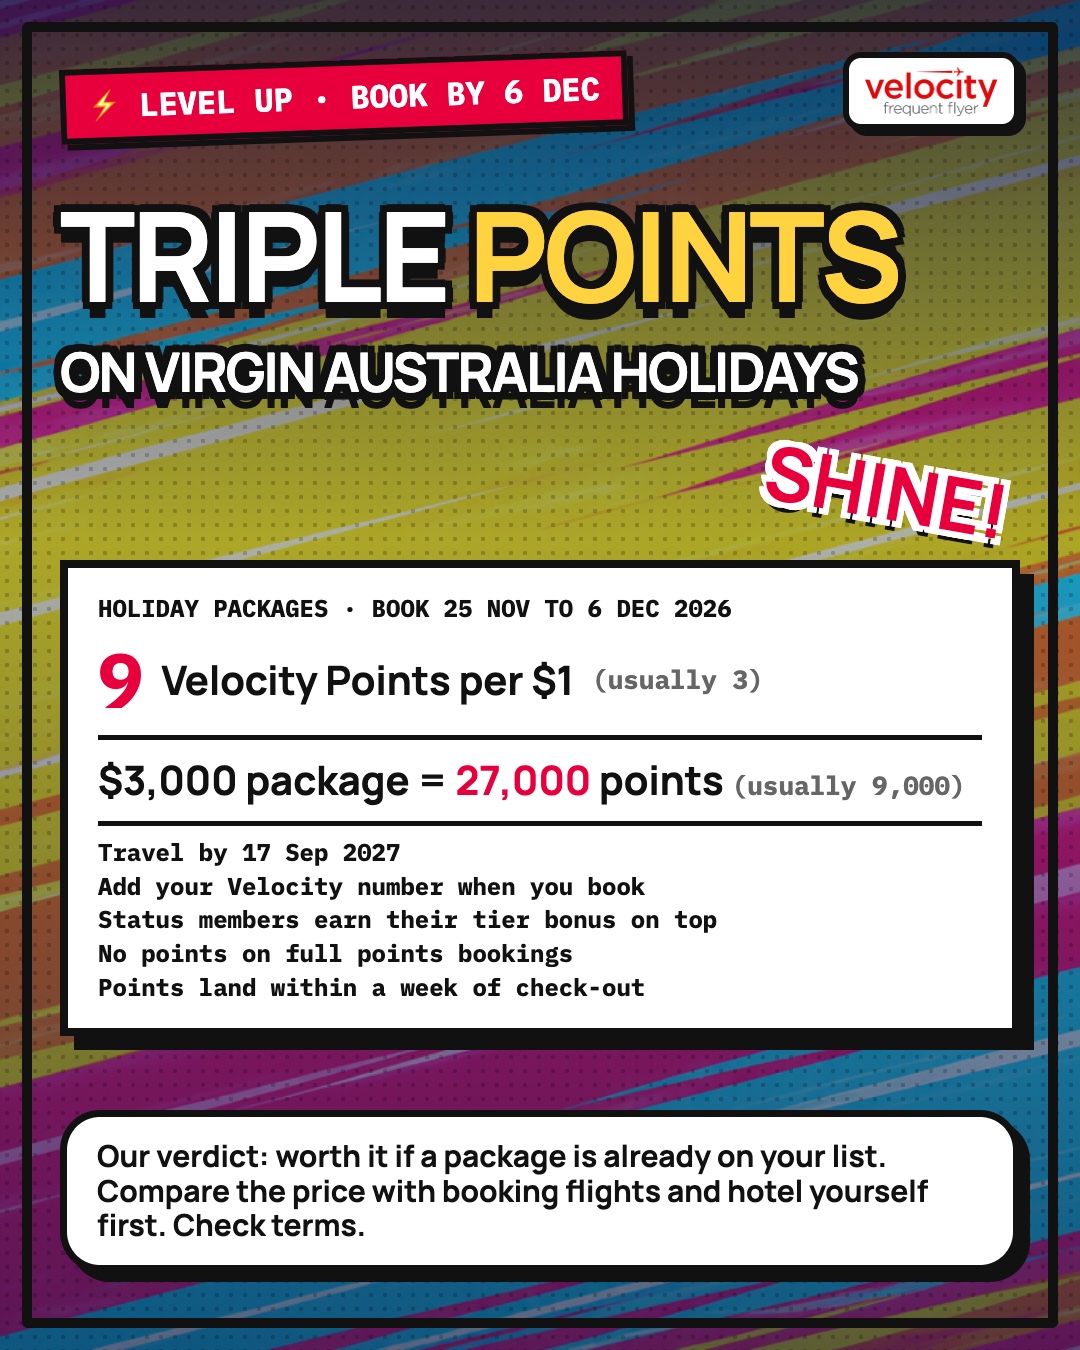 ⚡ LEVEL UP · BOOK BY 6 DEC
velocity
frequent flyer
TRIPLE POINTS
ON VIRGIN AUSTRALIA HOLIDAYS
SHINE!
HOLIDAY PACKAGES · BOOK 25 NOV TO 6 DEC 2026
9 Velocity Points per $1 (usually 3)
$3,000 package = 27,000 points (usually 9,000)
Travel by 17 Sep 2027
Add your Velocity number when you book
Status members earn their tier bonus on top
No points on full points bookings
Points land within a week of check-out
Our verdict: worth it if a package is already on your list.
Compare the price with booking flights and hotel yourself
first. Check terms.